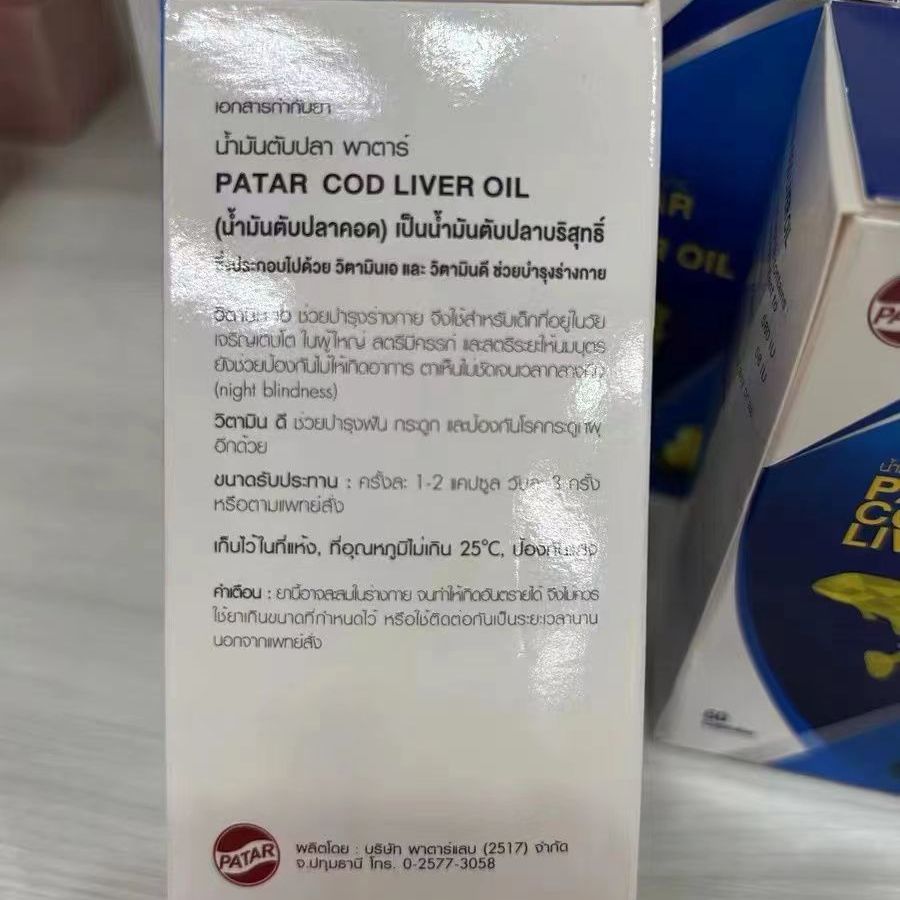 เอกสารกำกับยา
น้ำมันตับปลา พาตาร์
PATAR COD LIVER OIL
(น้ำมันตับปลาคอด) เป็นน้ำมันตับปลาบริสุทธิ์
ซึ่งประกอบไปด้วย วิตามินเอ และ วิตามินดี ช่วยบำรุงร่างกาย
วิตามิน เอ ช่วยบำรุงร่างกาย จึงใช้สำหรับเด็กที่อยู่ในวัย
เจริญเติบโต ในผู้ใหญ่ สตรีมีครรภ์ และสตรีระยะให้นมบุตร
ยังช่วยป้องกันไม่ให้เกิดอาการ ตาเห็นไม่ชัดเจนเวลากลางคืน
(night blindness)
วิตามิน ดี ช่วยบำรุงฟัน กระดูก และป้องกันโรคกระดูกผุ
อีกด้วย
ขนาดรับประทาน : ครั้งละ 1-2 แคปซูล วันละ 3 ครั้ง
หรือตามแพทย์สั่ง
เก็บไว้ในที่แห้ง, ที่อุณหภูมิไม่เกิน 25°C, ป้องกันแสง
คำเตือน : ยานี้อาจสะสมในร่างกาย จนทำให้เกิดอันตรายได้ จึงไม่ควร
ใช้ยาเกินขนาดที่กำหนดไว้ หรือใช้ติดต่อกันเป็นระยะเวลานาน
นอกจากแพทย์สั่ง
PATAR
ผลิตโดย : บริษัท พาตาร์แลบ (2517) จำกัด
จ.ปทุมธานี โทร. 0-2577-3058
OIL
680 IU
68 IU
60